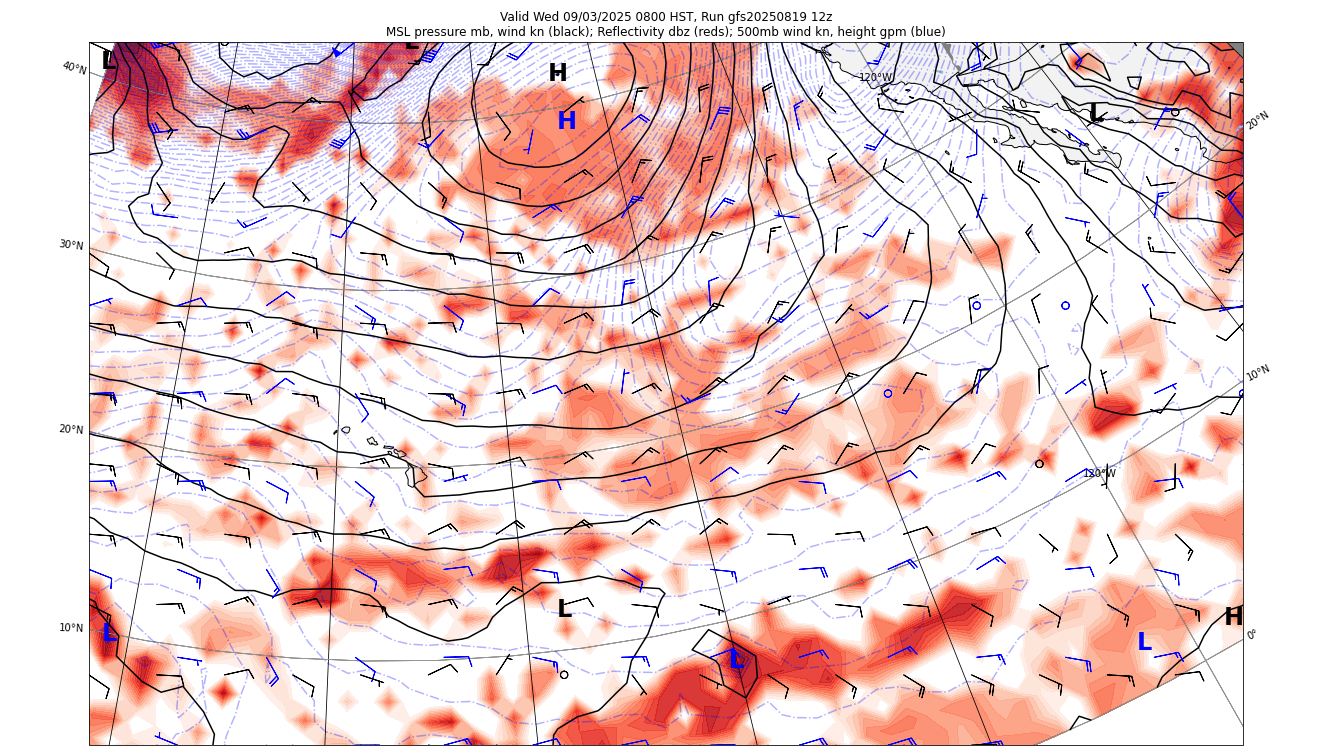 Valid Wed 09/03/2025 0800 HST, Run gfs20250819 12z
MSL pressure mb, wind kn (black); Reflectivity dbz (reds); 500mb wind kn, height gpm (blue)
L
L
H
H
L
40°N
120°W
20°N
30°N
10°N
20°N
120°W
10°N
0°
L
L
L
L
H